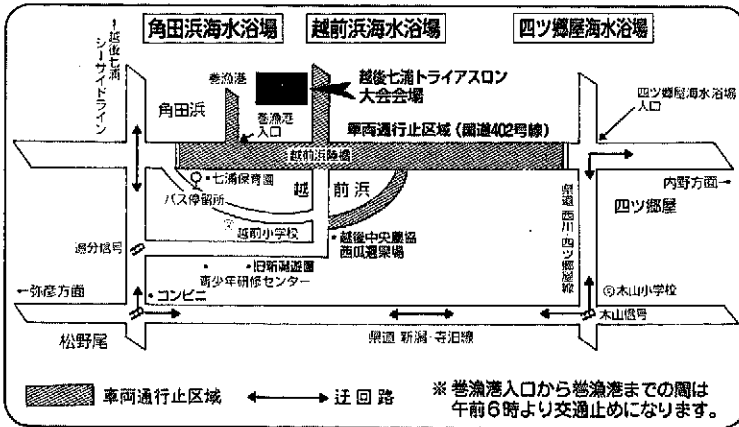 角田浜海水浴場
越前浜海水浴場
四ツ郷屋海水浴場
←越後七浦
シーサイドライン
角田浜
巻漁港
越後七浦トライアスロン
大会会場
四ツ郷屋海水浴場
入口
巻漁港
入口
車両通行止区域(国道402号線)
越前浜陸橋
七浦保育園
バス停留所
越前浜
内野方面→
四ツ郷屋
県道 西川・四ツ郷屋線
文
越前小学校
越後中央農協
西瓜選果場
追分信号
旧新潟遊園
青少年研修センター
←弥彦方面
コンビニ
文木山小学校
木山信号
松野尾
県道 新潟・寺泊線
車両通行止区域
迂回路
※巻漁港入口から巻漁港までの間は
午前6時より交通止めになります。